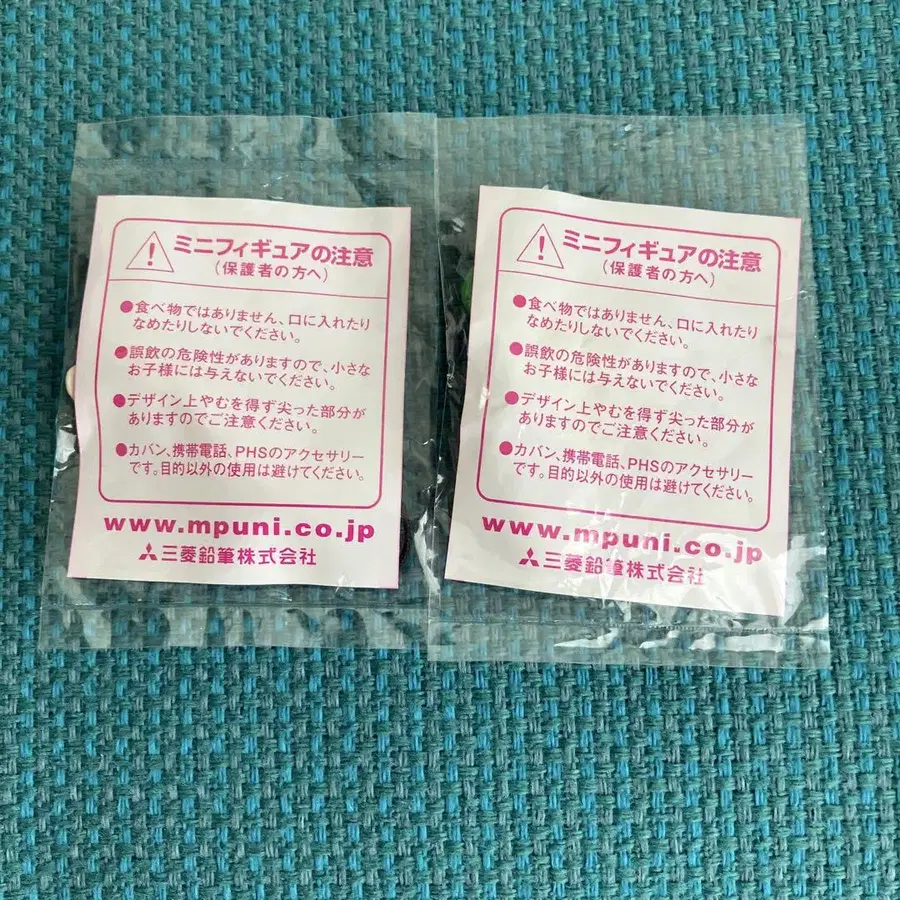 ミニフィギュアの注意
(保護者の方へ)
●食べ物ではありません、口に入れたり
なめたりしないでください。
●誤飲の危険性がありますので、小さな
お子様には与えないでください。
●デザイン上やむを得ず尖った部分が
ありますのでご注意ください。
●カバン、携帯電話、PHSのアクセサリー
です。目的以外の使用は避けてください。
www.mpuni.co.jp
三菱鉛筆株式会社
ミニフィギュアの注意
(保護者の方へ)
●食べ物ではありません、口に入れたり
なめたりしないでください。
●誤飲の危険性がありますので、小さな
お子様には与えないでください。
●デザイン上やむを得ず尖った部分が
ありますのでご注意ください。
●カバン、携帯電話、PHSのアクセサリー
です。目的以外の使用は避けてください。
www.mpuni.co.jp
三菱鉛筆株式会社